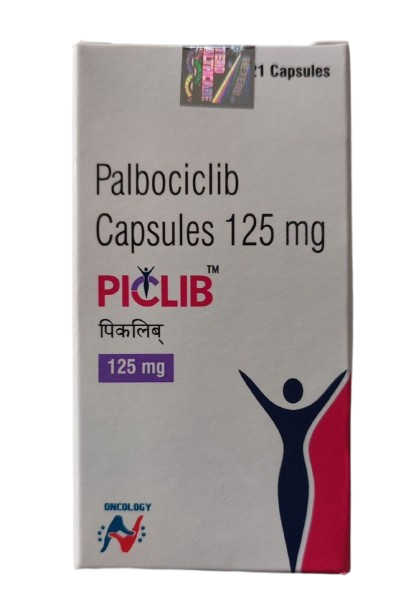 21 Capsules
Palbociclib
Capsules 125 mg
PICLIB™
पिकलिब्
125 mg
ONCOLOGY